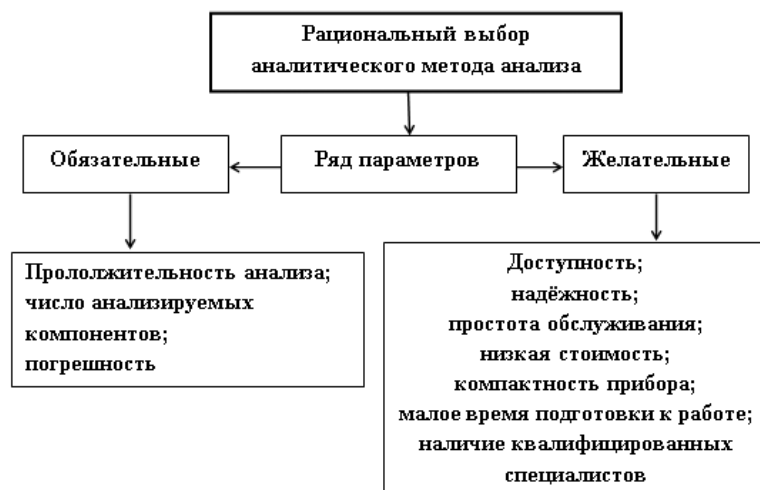 Рациональный выбор
аналитического метода анализа
Обязательные
Ряд параметров
Желательные
Прололжительность анализа;
число анализируемых
компонентов;
погрешность
Доступность;
надёжность;
простота обслуживания;
низкая стоимость;
компактность прибора;
малое время подготовки к работе;
наличие квалифицированных
специалистов